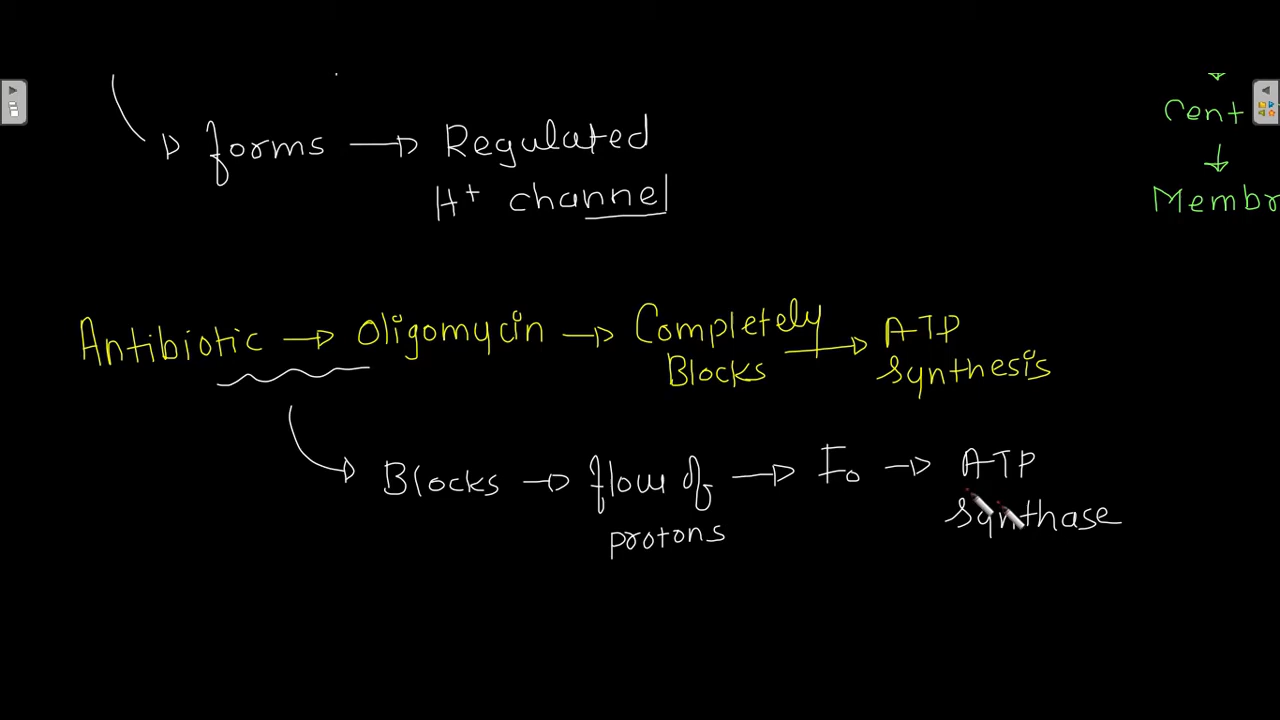 forms → Regulated
H+ channel
Cent
↓
Membr
Antibiotic → Oligomycin → Completely Blocks → ATP synthesis
Blocks → flow of protons → Fo → ATP synthase